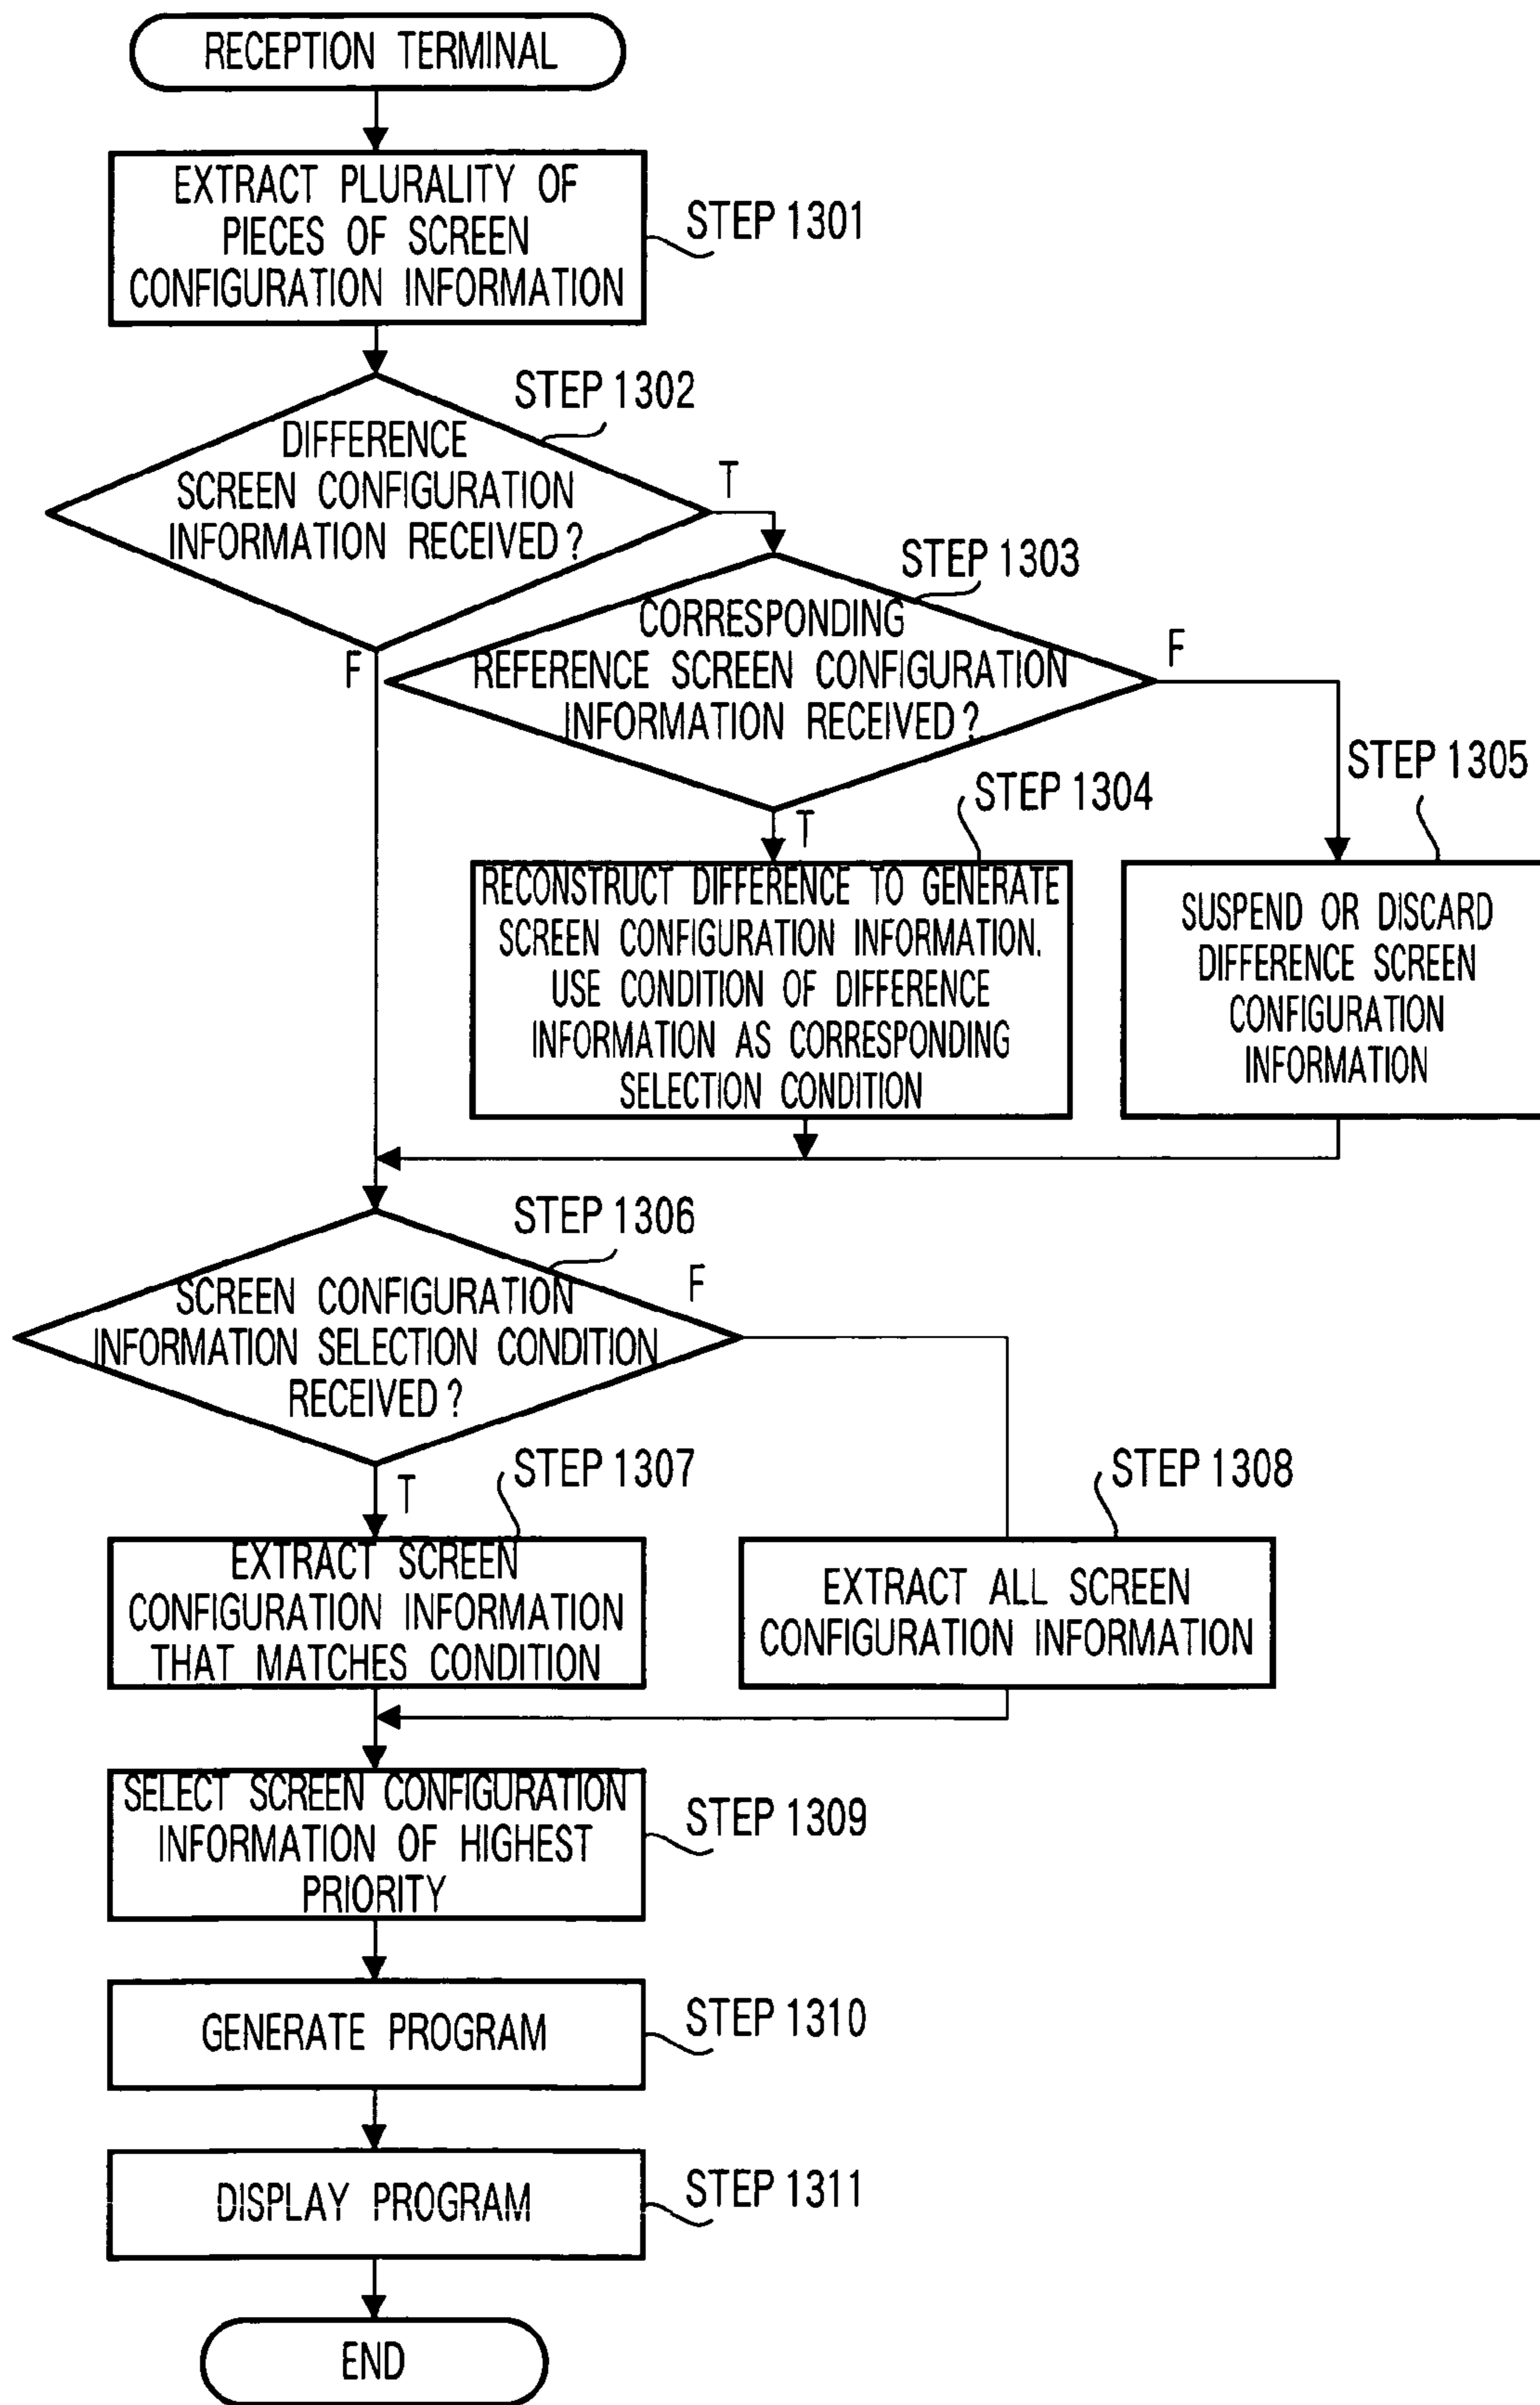 RECEPTION TERMINAL
EXTRACT PLURALITY OF
PIECES OF SCREEN
CONFIGURATION INFORMATION
STEP 1301
STEP 1302
DIFFERENCE
SCREEN CONFIGURATION
INFORMATION RECEIVED?
T
F
STEP 1303
CORRESPONDING
REFERENCE SCREEN CONFIGURATION
INFORMATION RECEIVED?
F
T
STEP 1304
RECONSTRUCT DIFFERENCE TO GENERATE
SCREEN CONFIGURATION INFORMATION.
USE CONDITION OF DIFFERENCE
INFORMATION AS CORRESPONDING
SELECTION CONDITION
STEP 1305
SUSPEND OR DISCARD
DIFFERENCE SCREEN
CONFIGURATION
INFORMATION
STEP 1306
SCREEN CONFIGURATION
INFORMATION SELECTION CONDITION
RECEIVED?
F
T
STEP 1307
EXTRACT SCREEN
CONFIGURATION INFORMATION
THAT MATCHES CONDITION
STEP 1308
EXTRACT ALL SCREEN
CONFIGURATION INFORMATION
SELECT SCREEN CONFIGURATION
INFORMATION OF HIGHEST
PRIORITY
STEP 1309
GENERATE PROGRAM
STEP 1310
DISPLAY PROGRAM
STEP 1311
END